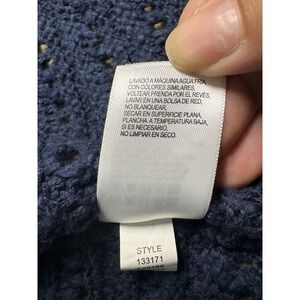 LAVADO A MÁQUINA AGUA FRÍA
CON COLORES SIMILARES.
VOLTEAR PRENDA POR EL REVÉS,
LAVAR EN UNA BOLSA DE RED,
NO BLANQUEAR.
SECAR EN SUPERFICIE PLANA,
PLANCHA A TEMPERATURA BAJA,
SI ES NECESARIO.
NO LIMPIAR EN SECO.
STYLE
133171